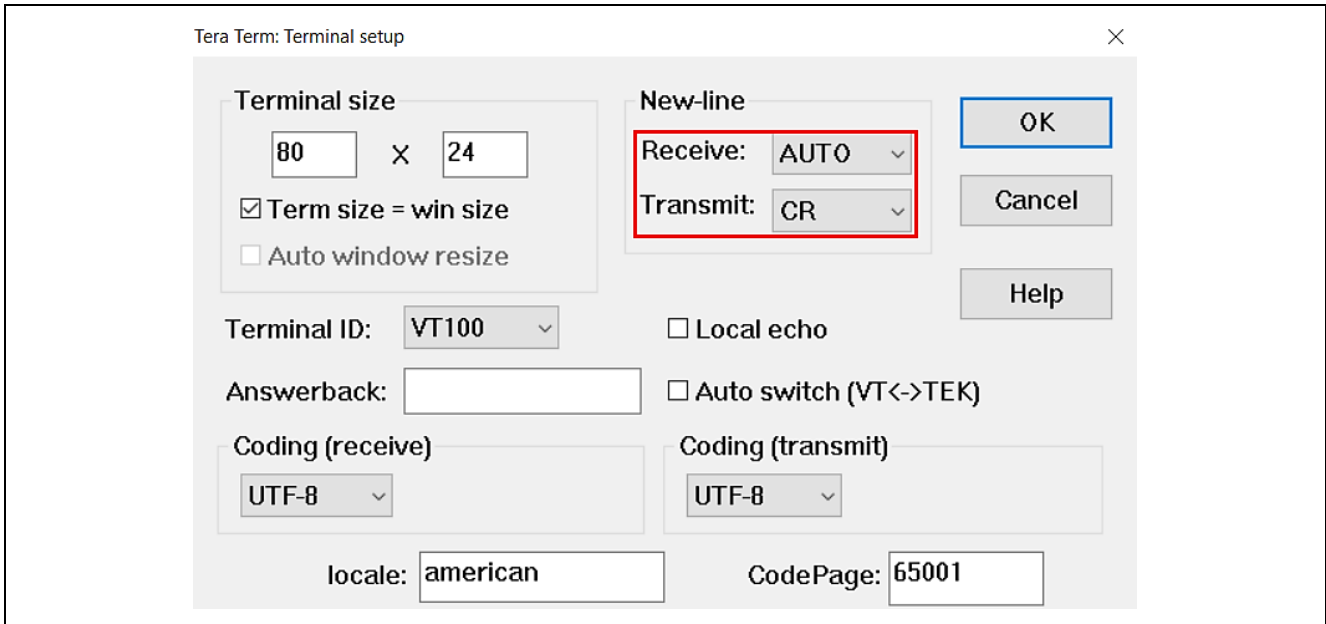 Tera Term: Terminal setup
Terminal size
80 X 24
Term size = win size
Auto window resize
New-line
Receive: AUTO
Transmit: CR
OK
Cancel
Help
Terminal ID: VT100
Local echo
Answerback:
Auto switch (VT<->TEK)
Coding (receive)
UTF-8
Coding (transmit)
UTF-8
locale: american
CodePage: 65001